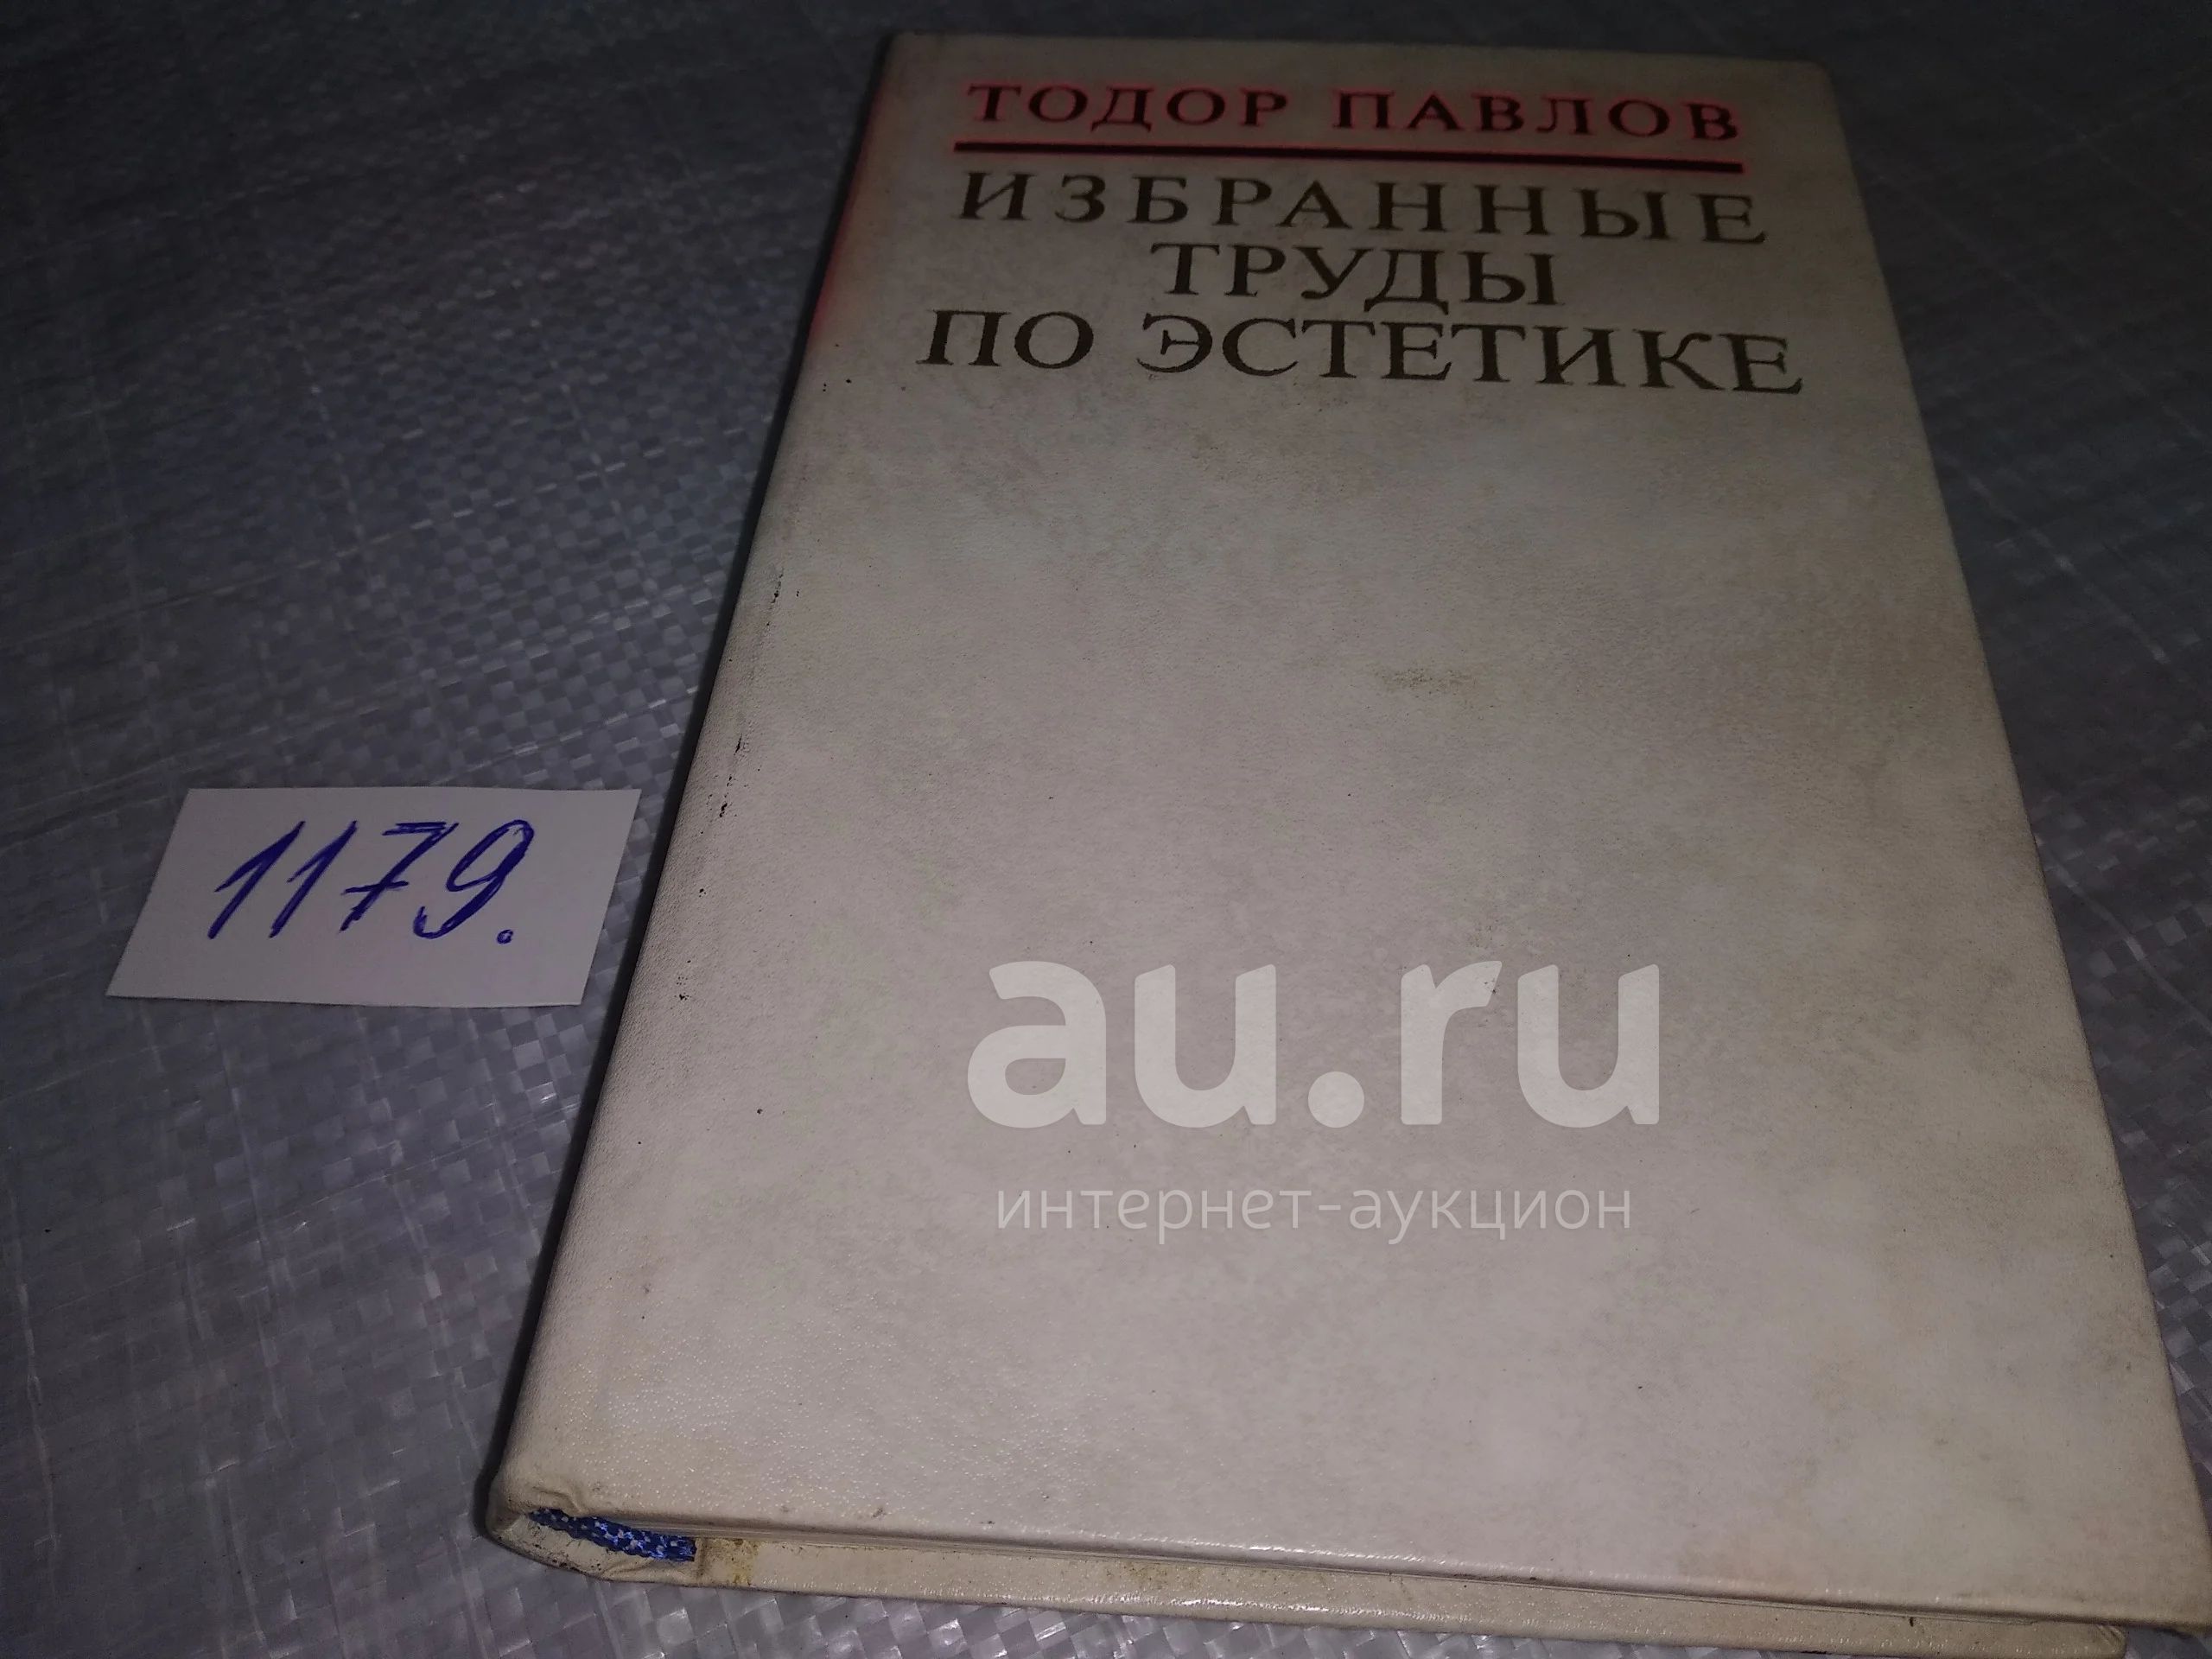 ТОДОР ПАВЛОВ
ИЗБРАННЫЕ
ТРУДЫ
ПО ЭСТЕТИКЕ
1179.
au.ru
интернет-аукцион